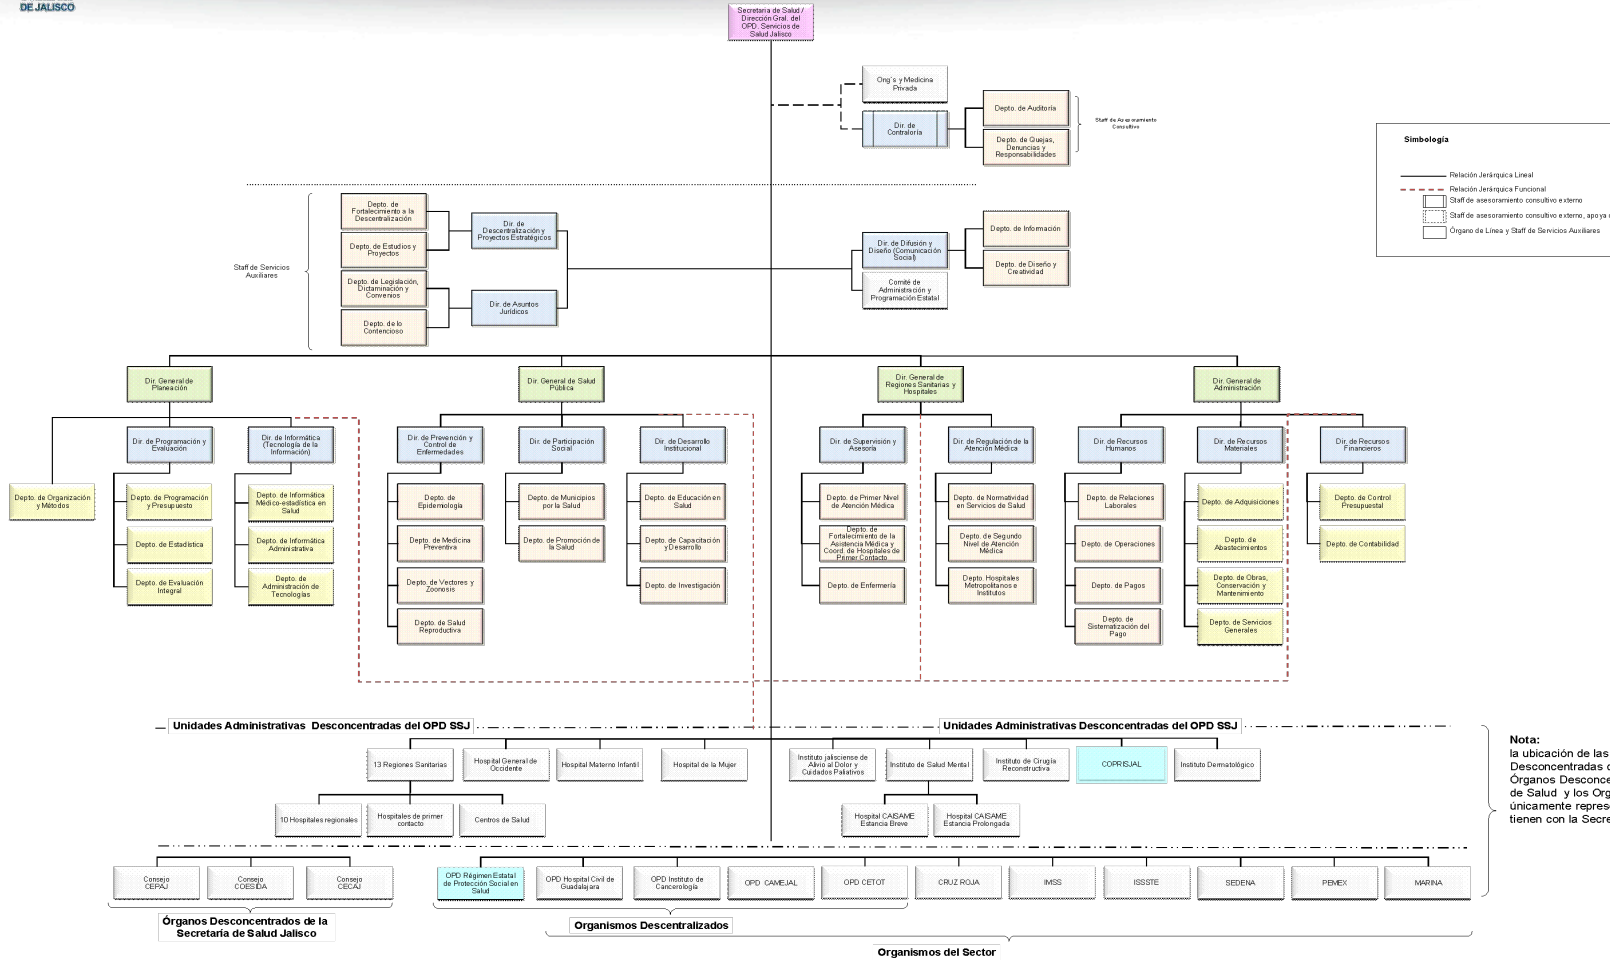 DE JALISCO
Secretaria de Salud /
Dirección Gral. del
OPD. Servicios de
Salud Jalisco
Ong´s y Medicina
Privada
Dir. de
Contraloría
Depto. de Auditoría
Depto. de Quejas,
Denuncias y
Responsabilidades
Staff de Asesoramiento
Consultivo
Simbología
Relación Jerárquica Lineal
Relación Jerárquica Funcional
Staff de asesoramiento consultivo externo
Staff de asesoramiento consultivo externo, apoya
Órgano de Línea y Staff de Servicios Auxiliares
Staff de Servicios
Auxiliares
Depto. de
Fortalecimiento a la
Descentralización
Depto. de Estudios y
Proyectos
Depto. de Legislación,
Dictaminación y
Convenios
Depto. de lo
Contencioso
Dir. de
Descentralización y
Proyectos Estratégicos
Dir. de Asuntos
Jurídicos
Dir. de Difusión y
Diseño (Comunicación
Social)
Comité de
Administración y
Programación Estatal
Depto. de Información
Depto. de Diseño y
Creatividad
Dir. General de
Planeación
Dir. General de Salud
Pública
Dir. General de
Regiones Sanitarias y
Hospitales
Dir. General de
Administración
Dir. de Programación y
Evaluación
Dir. de Informática
(Tecnología de la
Información)
Dir. de Prevención y
Control de
Enfermedades
Dir. de Participación
Social
Dir. de Desarrollo
Institucional
Dir. de Supervisión y
Asesoría
Dir. de Regulación de la
Atención Médica
Dir. de Recursos
Humanos
Dir. de Recursos
Materiales
Dir. de Recursos
Financieros
Depto. de Organización
y Métodos
Depto. de Programación
y Presupuesto
Depto. de Estadística
Depto. de Evaluación
Integral
Depto. de Informática
Médico-estadística en
Salud
Depto. de Informática
Administrativa
Depto. de
Administración de
Tecnologías
Depto. de
Epidemiología
Depto. de Medicina
Preventiva
Depto. de Vectores y
Zoonosis
Depto. de Salud
Reproductiva
Depto. de Municipios
por la Salud
Depto. de Promoción de
la Salud
Depto. de Educación en
Salud
Depto. de Capacitación
y Desarrollo
Depto. de Investigación
Depto. de Primer Nivel
de Atención Médica
Depto. de
Fortalecimiento de la
Asistencia Médica y
Coord. de Hospitales de
Primer Contacto
Depto. de Enfermería
Depto. de Normatividad
en Servicios de Salud
Depto. de Segundo
Nivel de Atención
Médica
Depto. Hospitales
Metropolitanos e
Institutos
Depto. de Relaciones
Laborales
Depto. de Operaciones
Depto. de Pagos
Depto. de
Sistematización del
Pago
Depto. de Adquisiciones
Depto. de
Abastecimientos
Depto. de Obras,
Conservación y
Mantenimiento
Depto. de Servicios
Generales
Depto. de Control
Presupuestal
Depto. de Contabilidad
Unidades Administrativas Desconcentradas del OPD SSJ
Unidades Administrativas Desconcentradas del OPD SSJ
13 Regiones Sanitarias
Hospital General de
Occidente
Hospital Materno Infantil
Hospital de la Mujer
Instituto jalisciense de
Alivio al Dolor y
Cuidados Paliativos
Instituto de Salud Mental
Instituto de Cirugía
Reconstructiva
COPRISJAL
Instituto Dermatológico
10 Hospitales regionales
Hospitales de primer
contacto
Centros de Salud
Hospital CAISAME
Estancia Breve
Hospital CAISAME
Estancia Prolongada
Nota:
la ubicación de las
Desconcentradas
Órganos
de Salud y los
únicamente
tienen con la
Consejo
CEPAJ
Consejo
COESIDA
Consejo
CECAJ
OPD Régimen Estatal
de Protección Social en
Salud
OPD Hospital Civil de
Guadalajara
OPD Instituto de
Cancerología
OPD CAMEJAL
OPD CETOT
CRUZ ROJA
IMSS
ISSSTE
SEDENA
PEMEX
MARINA
Órganos Desconcentrados de la
Secretaría de Salud Jalisco
Organismos Descentralizados
Organismos del Sector